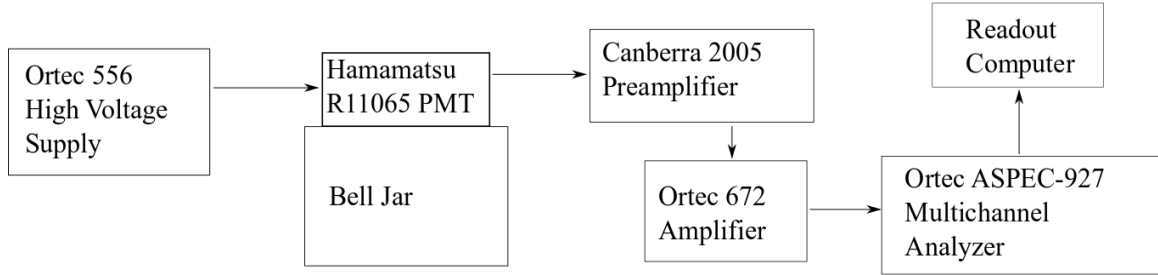 Ortec 556
High Voltage
Supply
Hamamatsu
R11065 PMT
Bell Jar
Canberra 2005
Preamplifier
Ortec 672
Amplifier
Ortec ASPEC-927
Multichannel
Analyzer
Readout
Computer